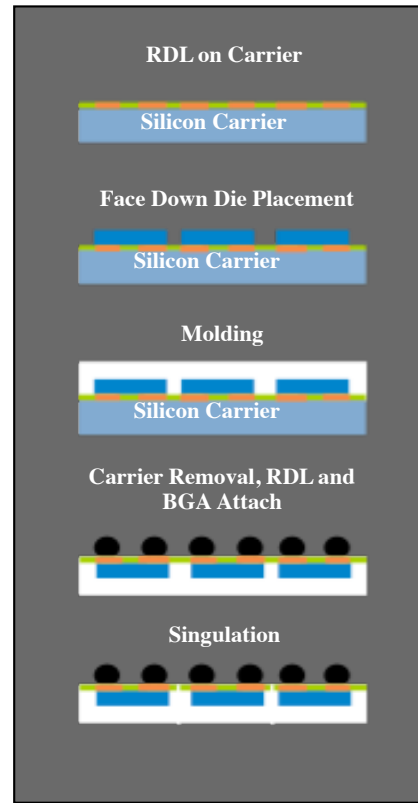 RDL on Carrier
Silicon Carrier
Face Down Die Placement
Silicon Carrier
Molding
Silicon Carrier
Carrier Removal, RDL and
BGA Attach
Singulation